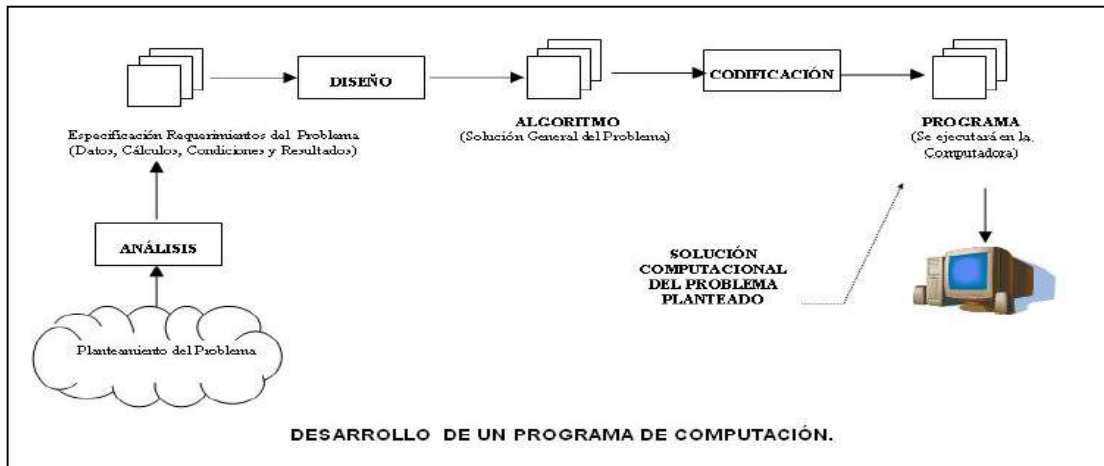 DISEÑO
CODIFICACIÓN
Especificación Requerimientos del Problema
(Datos, Cálculos, Condiciones y Resultados)
ALGORITMO
(Solución General del Problema)
PROGRAMA
(Se ejecutará en la
Computadora)
ANÁLISIS
Planteamiento del Problema
SOLUCIÓN
COMPUTACIONAL
DEL PROBLEMA
PLANTEADO
DESARROLLO DE UN PROGRAMA DE COMPUTACIÓN.